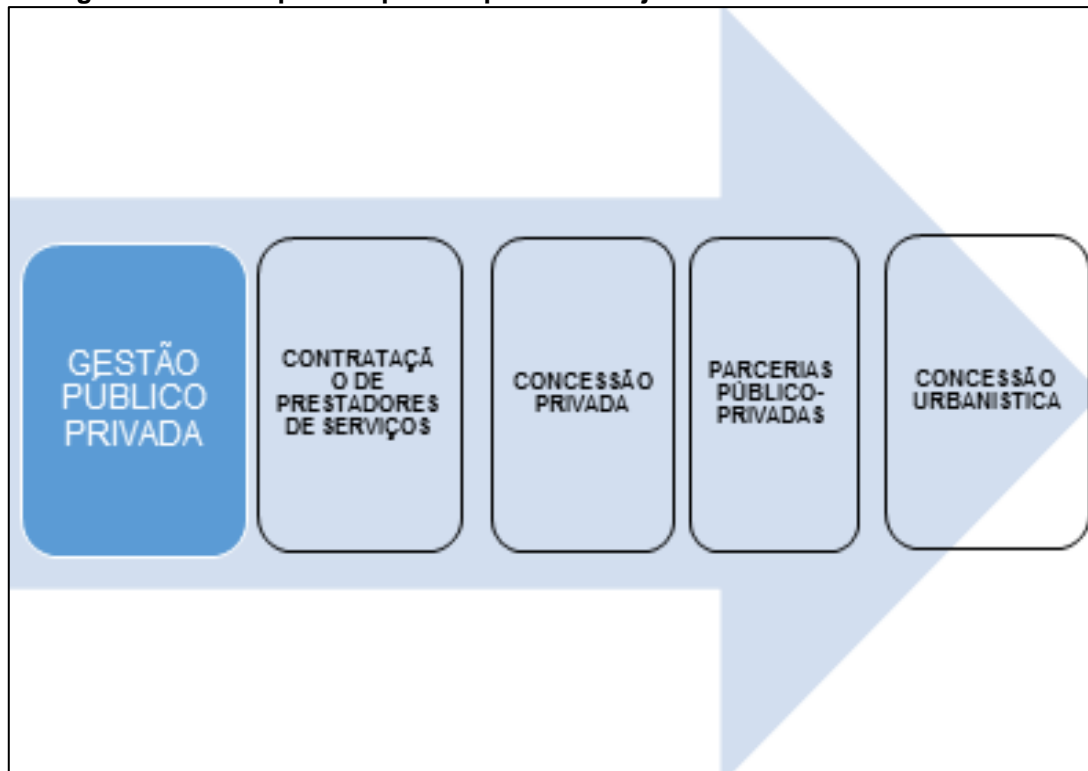 GESTÃO
PÚBLICO
PRIVADA
CONTRATAÇÃ
O DE
PRESTADORES
DE SERVIÇOS
CONCESSÃO
PRIVADA
PARCERIAS
PÚBLICO-
PRIVADAS
CONCESSÃO
URBANISTICA